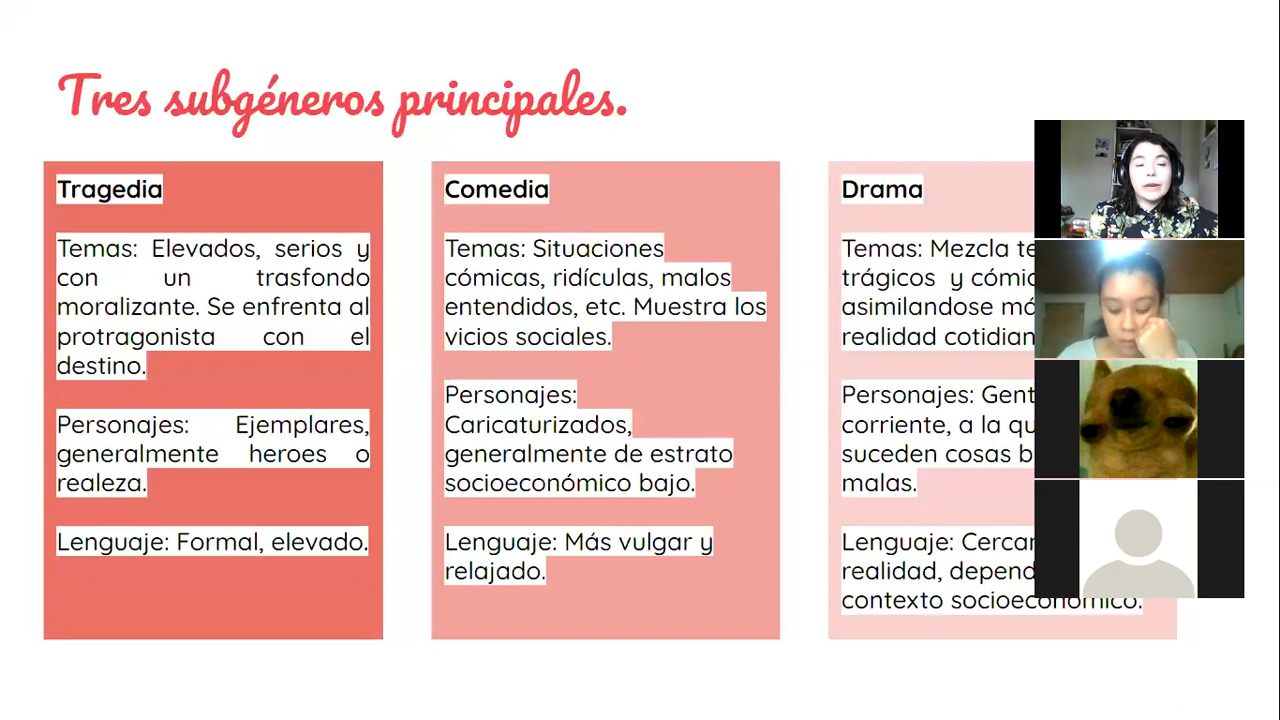 Tres subgéneros principales.
Tragedia
Temas: Elevados, serios y
con un trasfondo
moralizante. Se enfrenta al
protragonista con el
destino.
Personajes: Ejemplares,
generalmente heroes o
realeza.
Lenguaje: Formal, elevado.
Comedia
Temas: Situaciones
cómicas, ridículas, malos
entendidos, etc. Muestra los
vicios sociales.
Personajes:
Caricaturizados,
generalmente de estrato
socioeconómico bajo.
Lenguaje: Más vulgar y
relajado.
Drama
Temas: Mezcla
trágicos y
asimilandose
realidad
Personajes:
corriente, a la
suceden cosas
malas.
Lenguaje:
realidad,
contexto socioeconómico.